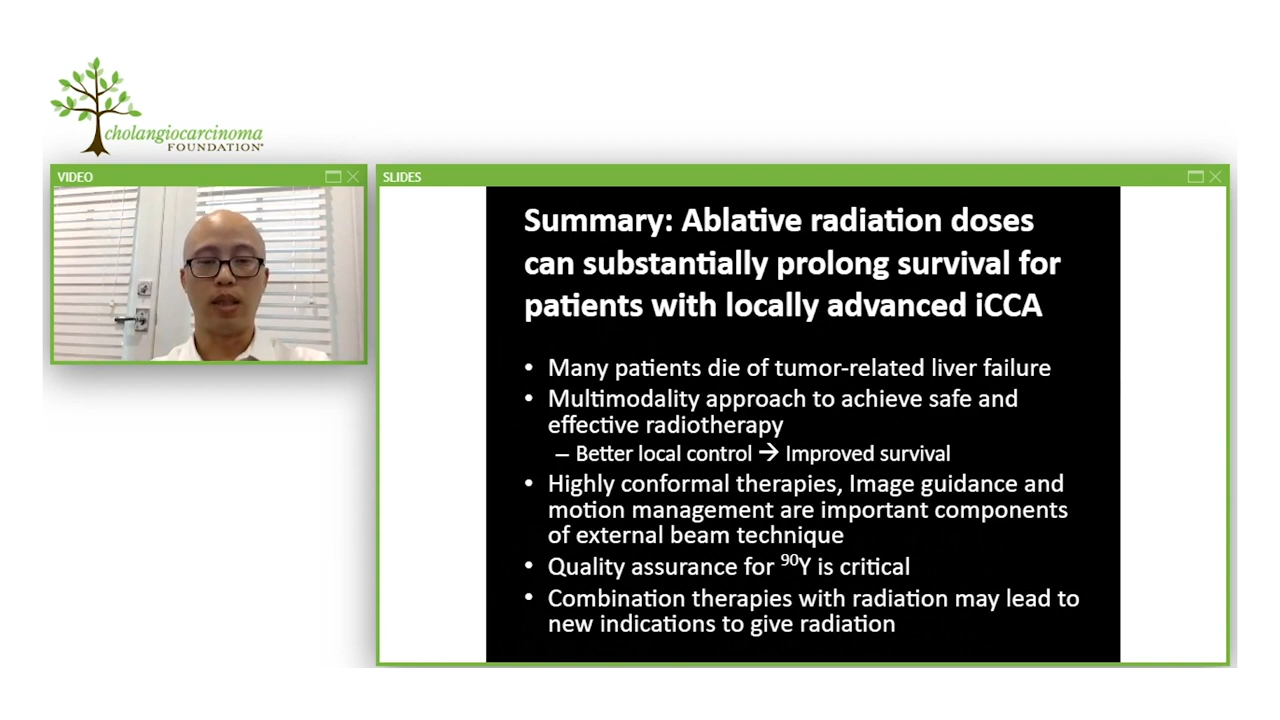 cholangiocarcinoma
FOUNDATION®
VIDEO
SLIDES
Summary: Ablative radiation doses
can substantially prolong survival for
patients with locally advanced iCCA
• Many patients die of tumor-related liver failure
• Multimodality approach to achieve safe and
effective radiotherapy
– Better local control → Improved survival
• Highly conformal therapies, Image guidance and
motion management are important components
of external beam technique
• Quality assurance for ⁹⁰Y is critical
• Combination therapies with radiation may lead to
new indications to give radiation